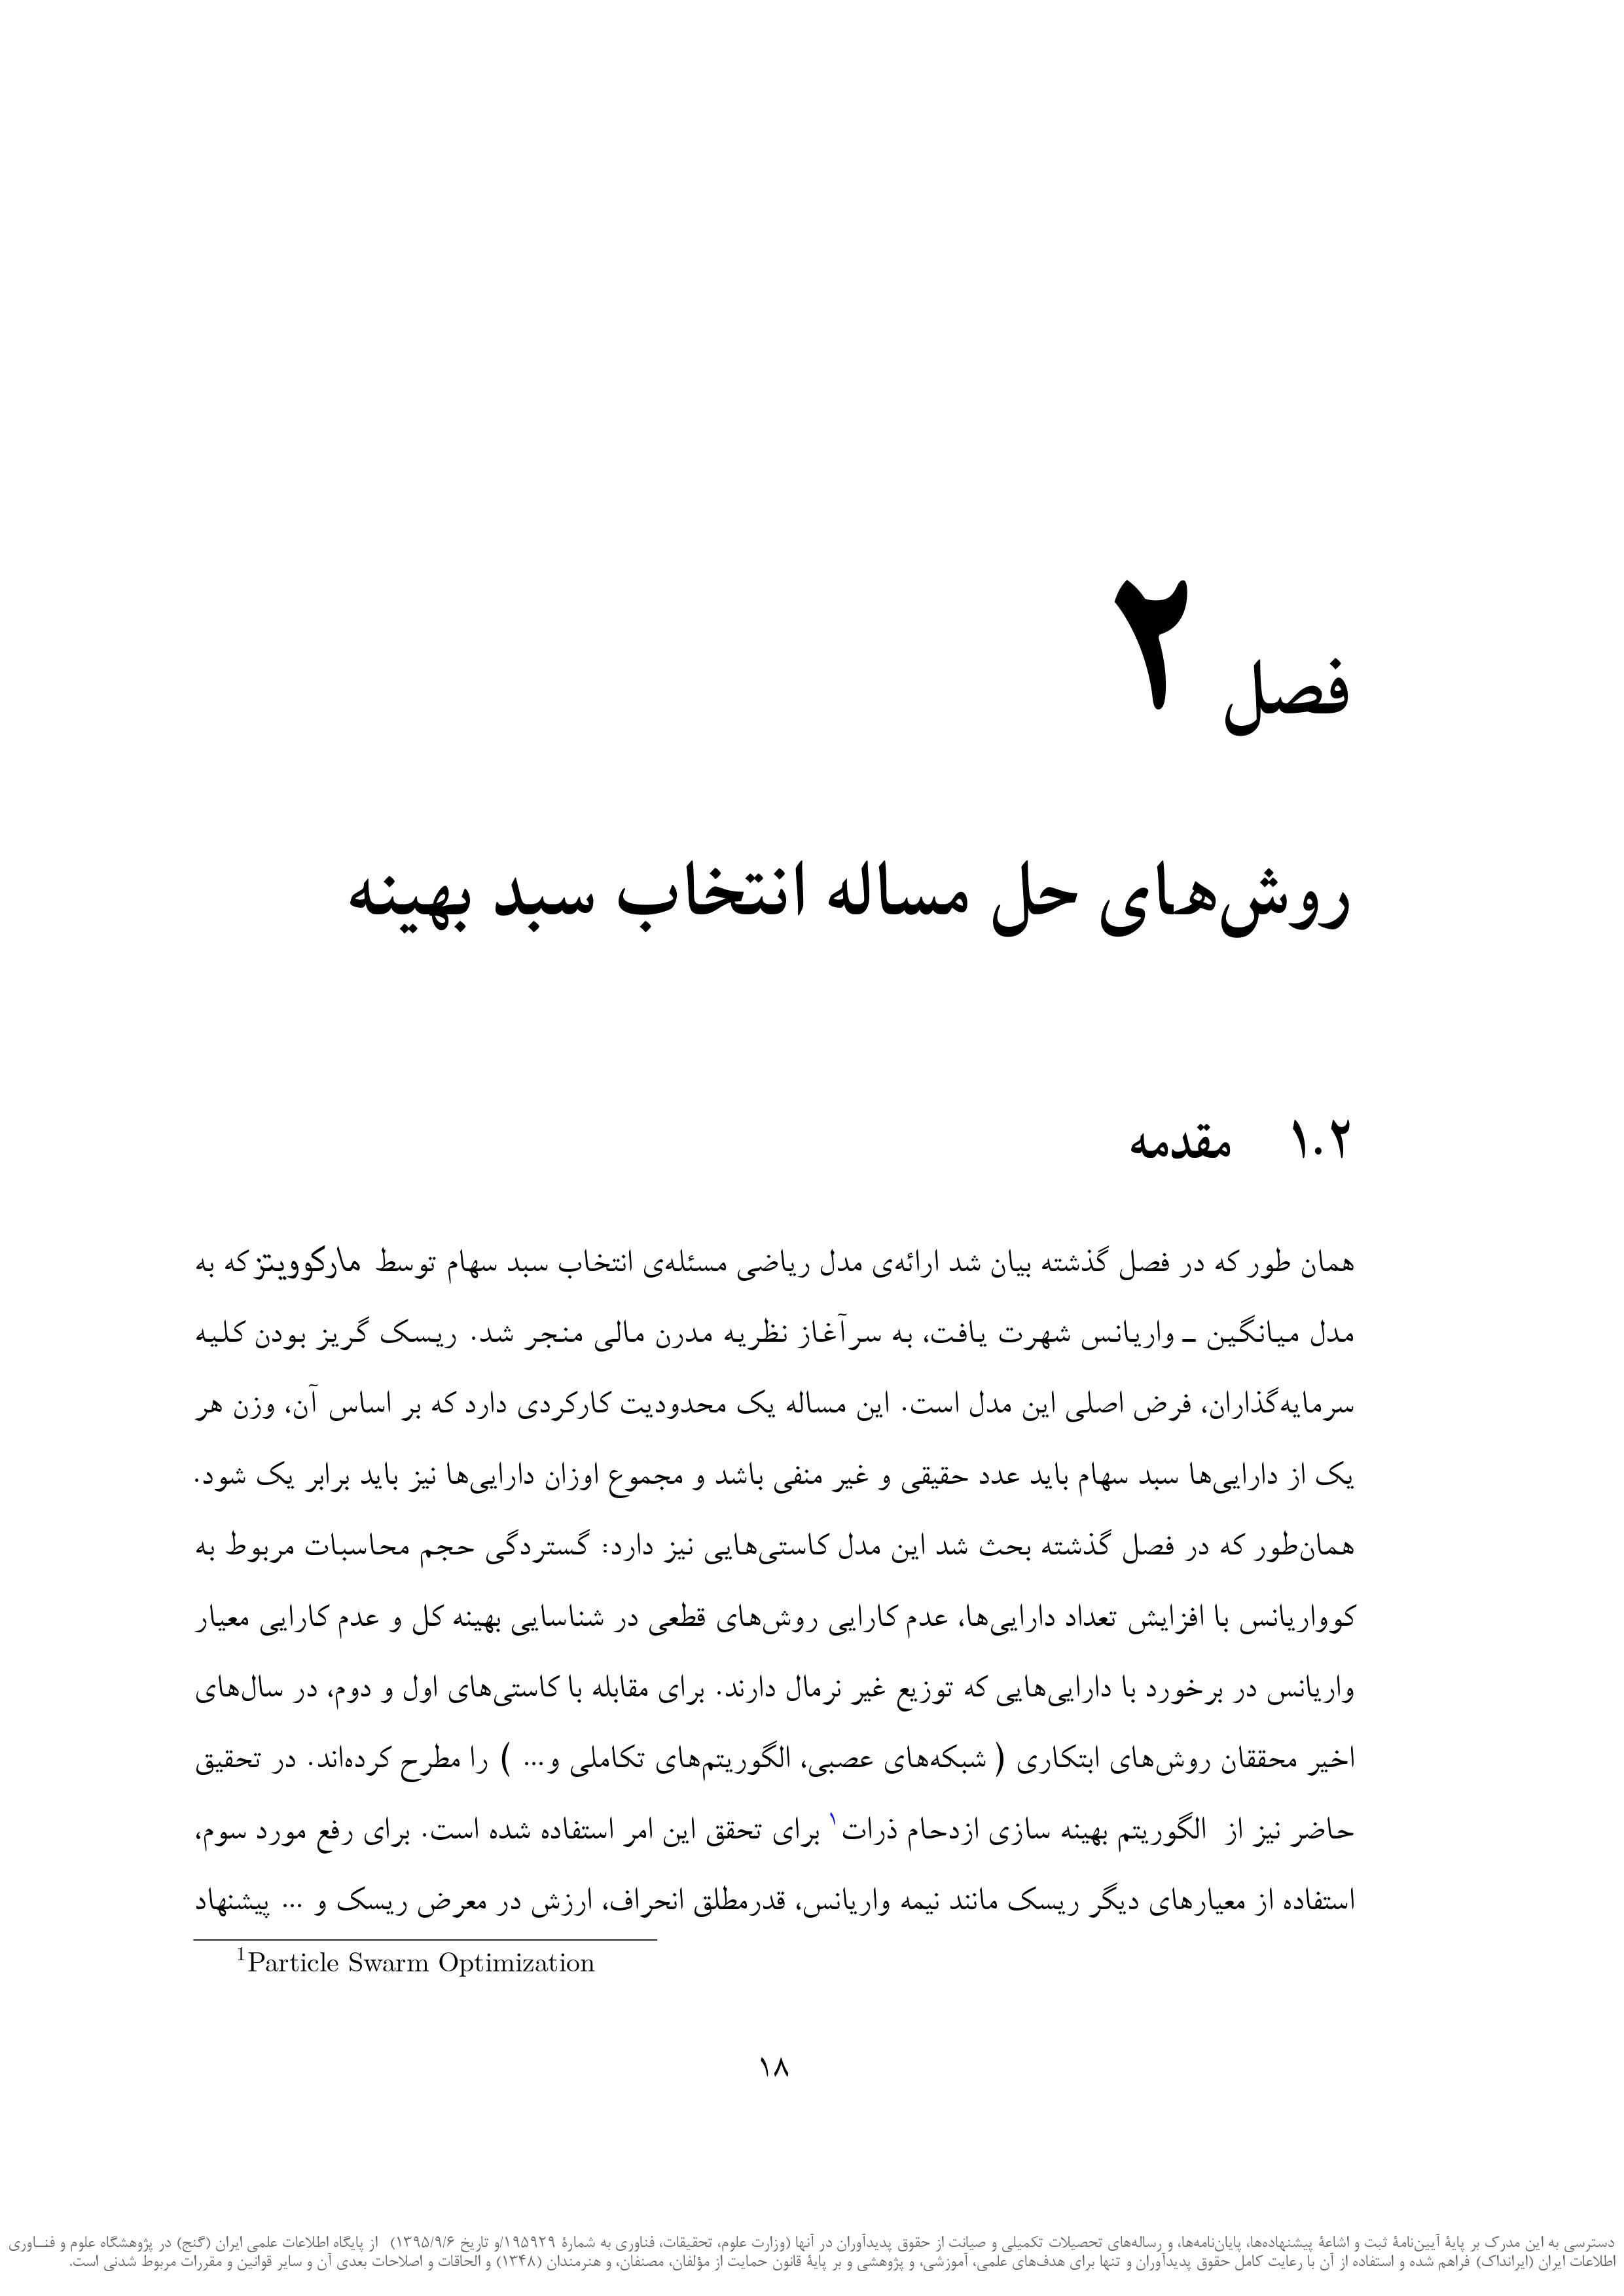 فصل ۲
روش‌های حل مساله انتخاب سبد بهینه
۱.۲ مقدمه
همان طور که در فصل گذشته بیان شد ارائه‌ی مدل ریاضی مسئله‌ی انتخاب سبد سهام توسط مارکوویتز که به
مدل میانگین ـ واریانس شهرت یافت، به سرآغاز نظریه مدرن مالی منجر شد. ریسک گریز بودن کلیه
سرمایه‌گذاران، فرض اصلی این مدل است. این مساله یک محدودیت کارکردی دارد که بر اساس آن، وزن هر
یک از دارایی‌ها سبد سهام باید عدد حقیقی و غیر منفی باشد و مجموع اوزان دارایی‌ها نیز باید برابر یک شود.
همان‌طور که در فصل گذشته بحث شد این مدل کاستی‌هایی نیز دارد: گستردگی حجم محاسبات مربوط به
کوواریانس با افزایش تعداد دارایی‌ها، عدم کارایی روش‌های قطعی در شناسایی بهینه کل و عدم کارایی معیار
واریانس در برخورد با دارایی‌هایی که توزیع غیر نرمال دارند. برای مقابله با کاستی‌های اول و دوم، در سال‌های
اخیر محققان روش‌های ابتکاری ( شبکه‌های عصبی، الگوریتم‌های تکاملی و... ) را مطرح کرده‌اند. در تحقیق
حاضر نیز از الگوریتم بهینه سازی ازدحام ذرات۱ برای تحقق این امر استفاده شده است. برای رفع مورد سوم،
استفاده از معیارهای دیگر ریسک مانند نیمه واریانس، قدرمطلق انحراف، ارزش در معرض ریسک و ... پیشنهاد
1Particle Swarm Optimization
۱۸
دسترسی به این مدرک بر پایهٔ آیین‌نامهٔ ثبت و اشاعهٔ پیشنهاده‌ها، پایان‌نامه‌ها، و رساله‌های تحصیلات تکمیلی و صیانت از حقوق پدیدآوران در آنها (وزارت علوم، تحقیقات، فناوری به شمارهٔ ۱۹۵۹۲۹/و تاریخ ۱۳۹۵/۹/۶) از پایگاه اطلاعات علمی ایران (گنج) در پژوهشگاه علوم و فنـــاوری
اطلاعات ایران (ایرانداک) فراهم شده و استفاده از آن با رعایت کامل حقوق پدیدآوران و تنها برای هدف‌های علمی، آموزشی، و پژوهشی و بر پایهٔ قانون حمایت از مؤلفان، مصنفان، و هنرمندان (۱۳۴۸) و الحاقات و اصلاحات بعدی آن و سایر قوانین و مقررات مربوط شدنی است.